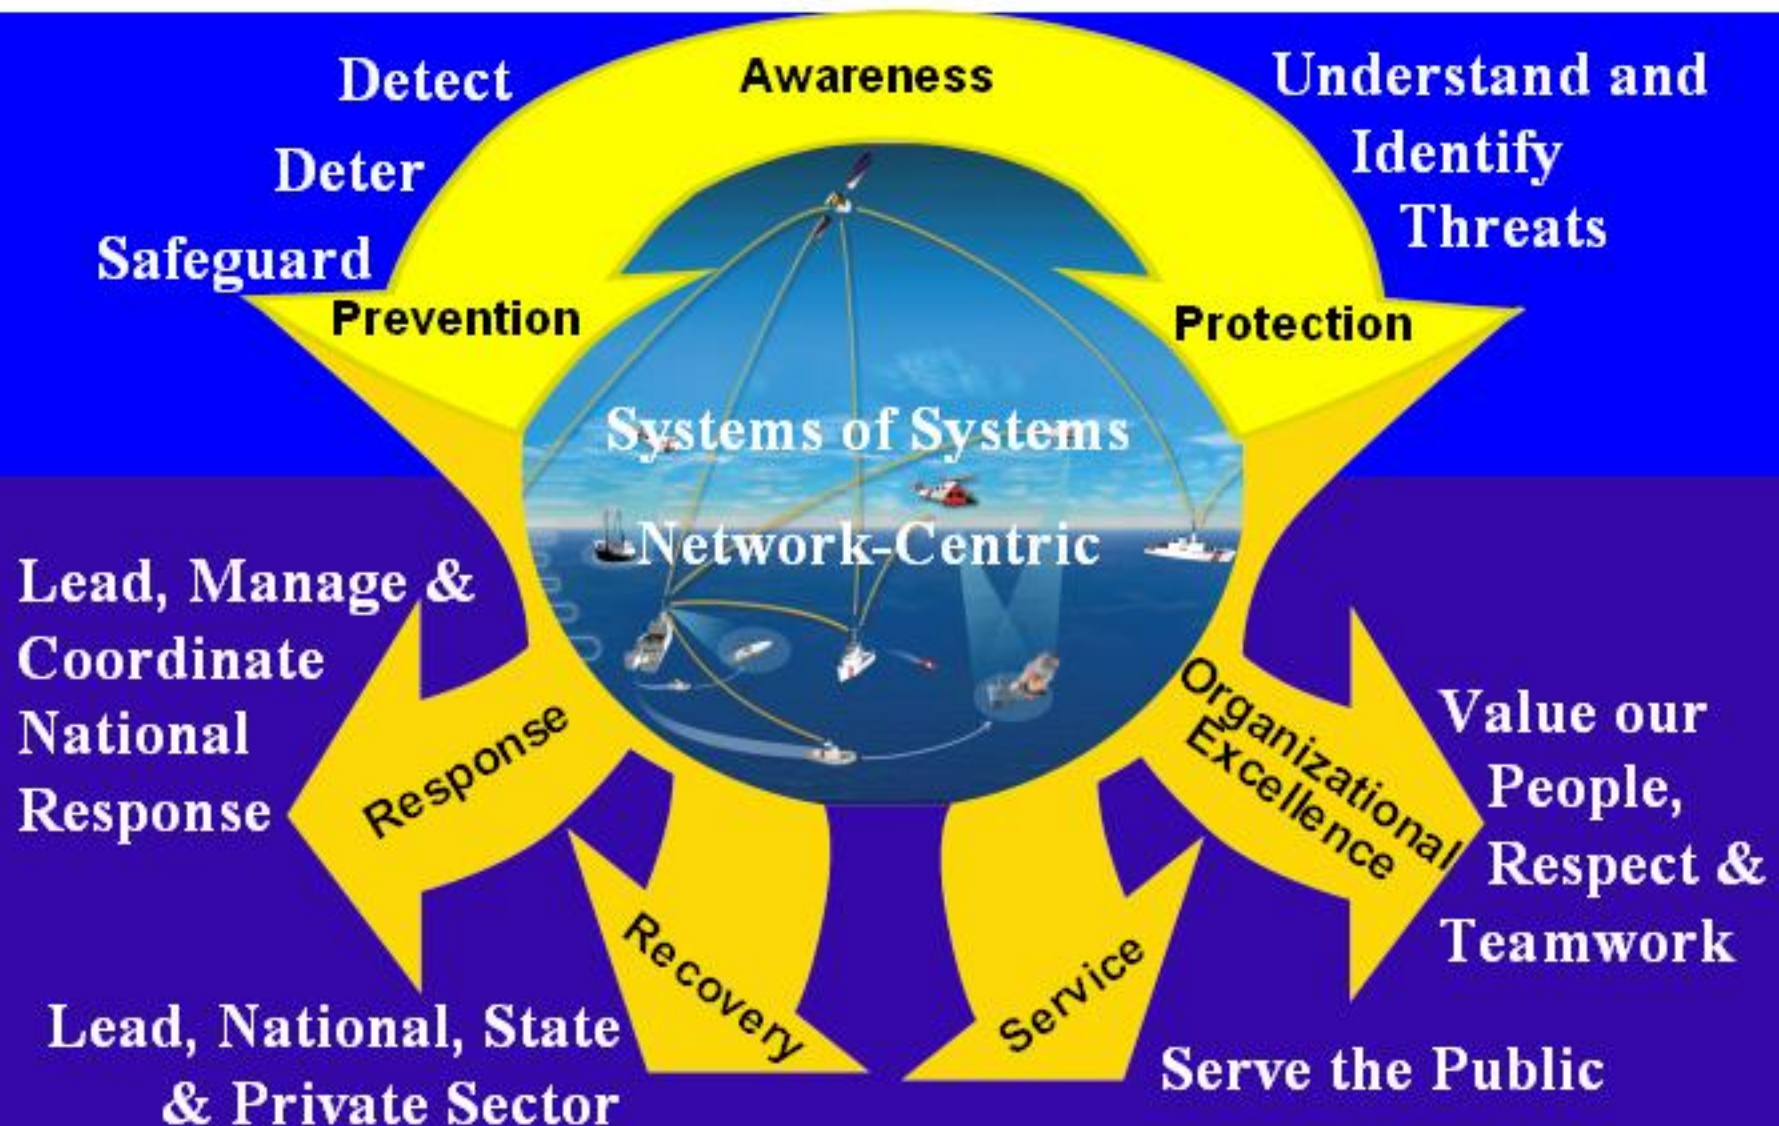 Awareness
Detect
Deter
Safeguard
Understand and
Identify
Threats
Prevention
Protection
Systems of Systems
Network-Centric
Lead, Manage &
Coordinate
National
Response
Response
Organizational
Excellence
Value our
People,
Respect &
Teamwork
Recovery
Service
Lead, National, State
& Private Sector
Serve the Public